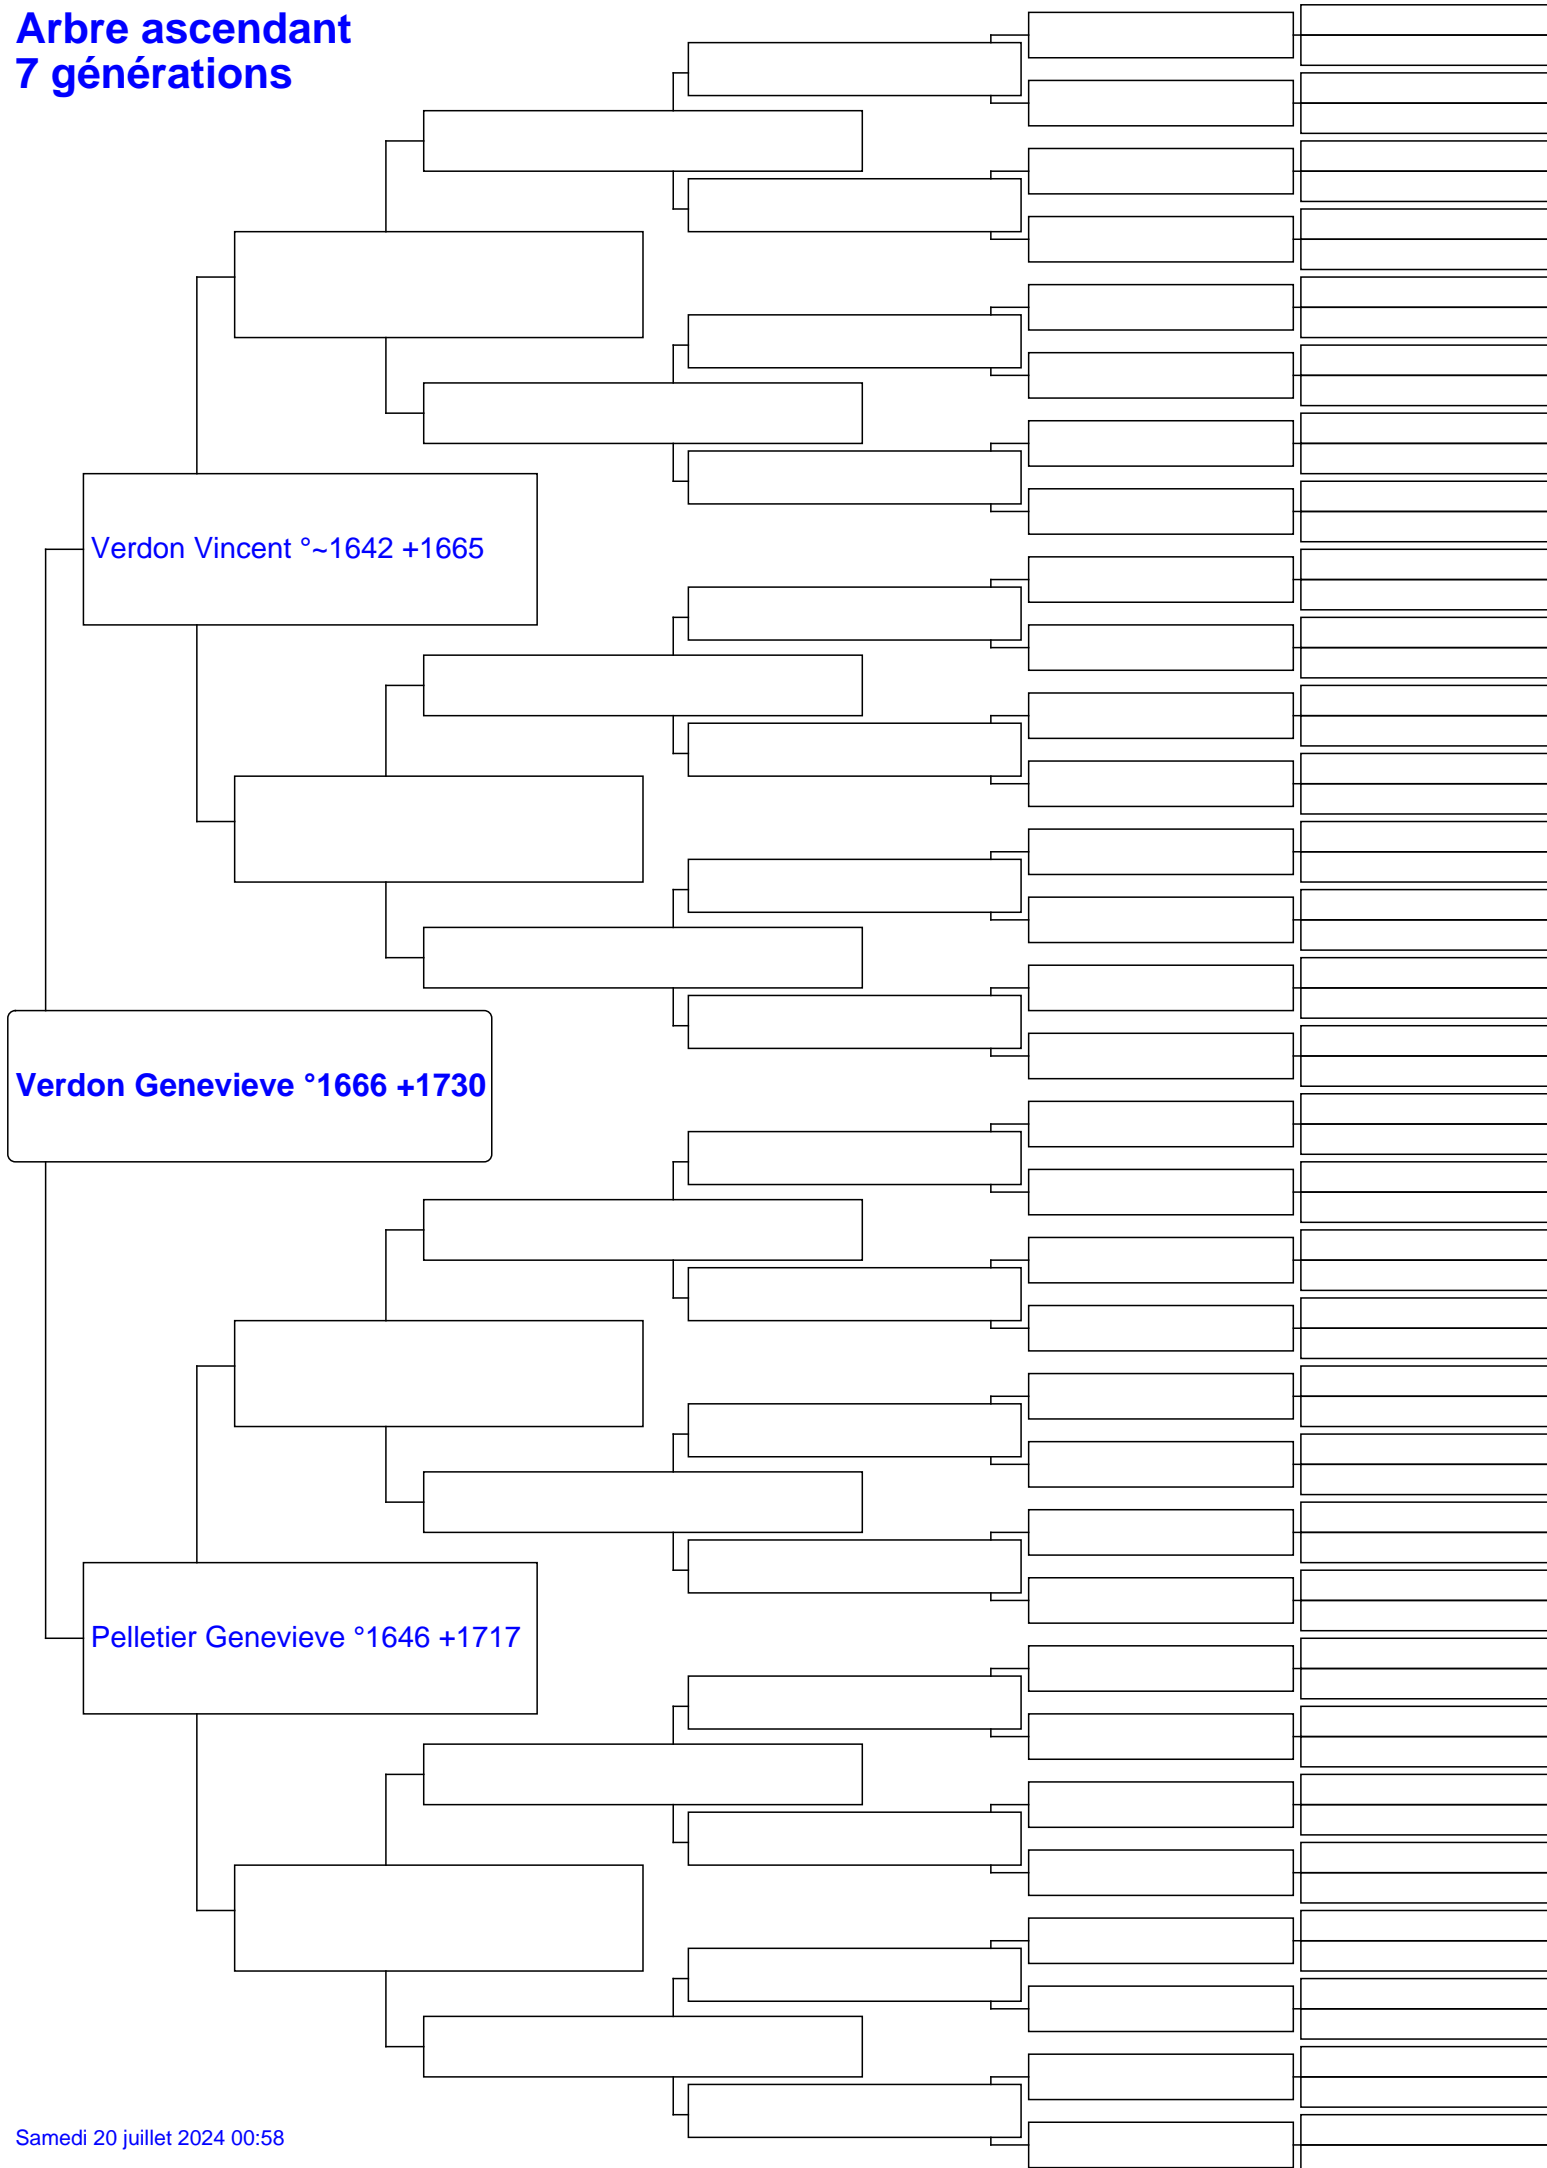 Arbre ascendant
7 générations
Verdon Vincent °~1642 +1665
Verdon Genevieve °1666 +1730
Pelletier Genevieve °1646 +1717
Samedi 20 juillet 2024 00:58